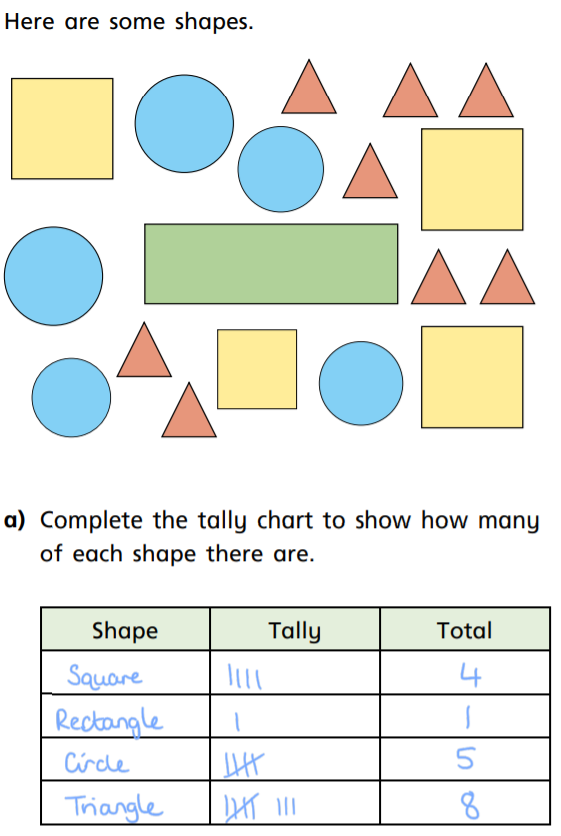 Here are some shapes.
a) Complete the tally chart to show how many
of each shape there are.
Shape Tally Total
Square 4
Rectangle 1
Circle 5
Triangle 8